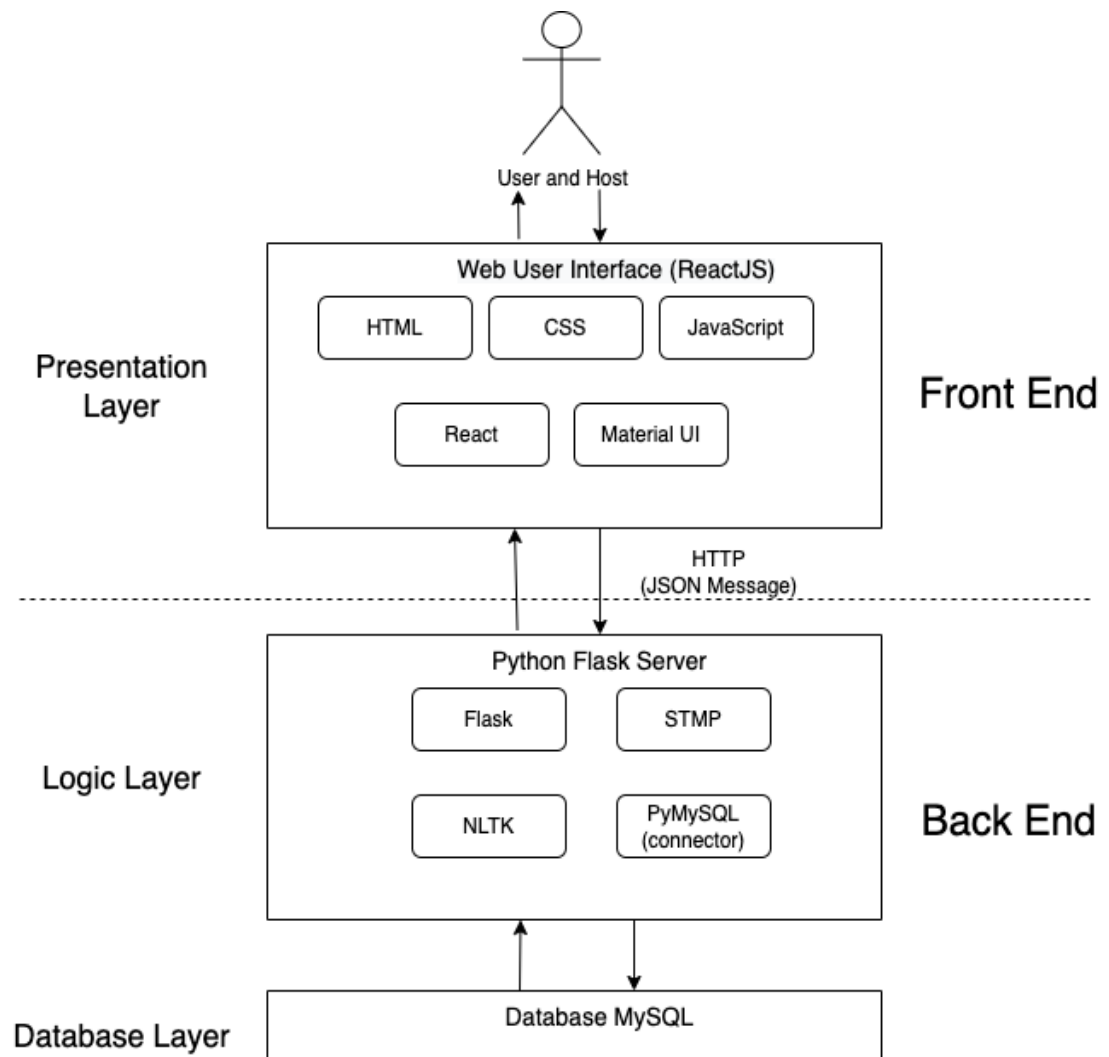 User and Host
Web User Interface (ReactJS)
HTML
CSS
JavaScript
Presentation
Layer
Front End
React
Material UI
HTTP
(JSON Message)
Python Flask Server
Flask
STMP
Logic Layer
NLTK
PyMySQL
(connector)
Back End
Database MySQL
Database Layer